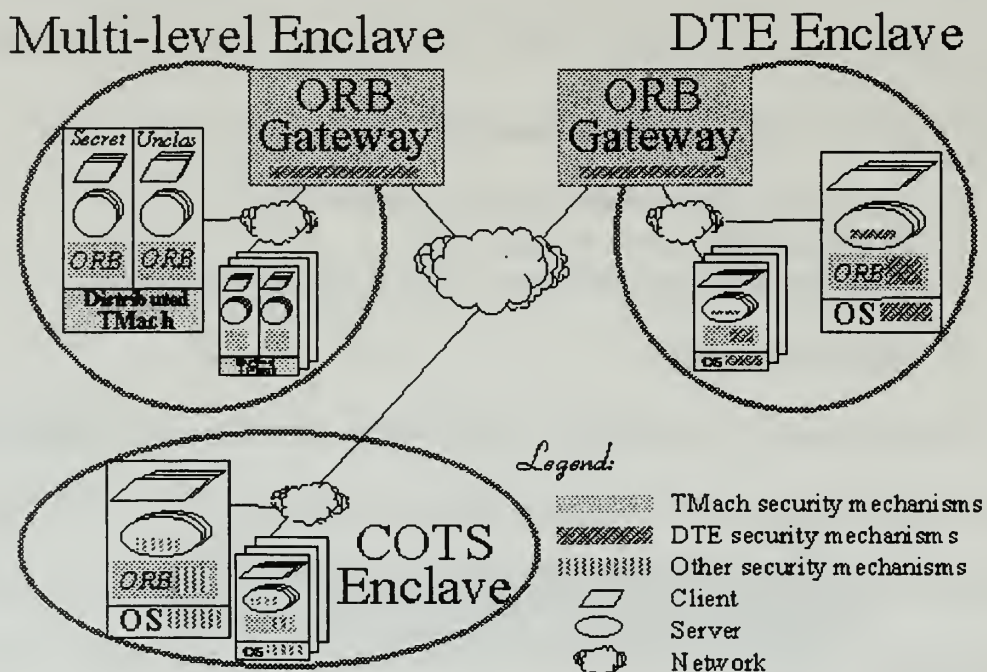 Multi-level Enclave
DTE Enclave
ORB
Gateway
ORB
Gateway
Secret Unclas
ORB ORB
Distributed
TMach
ORB
OS
OS
COTS
Enclave
ORB
OS
OS
Legend:
TMach security mechanisms
DTE security mechanisms
Other security mechanisms
Client
Server
Network